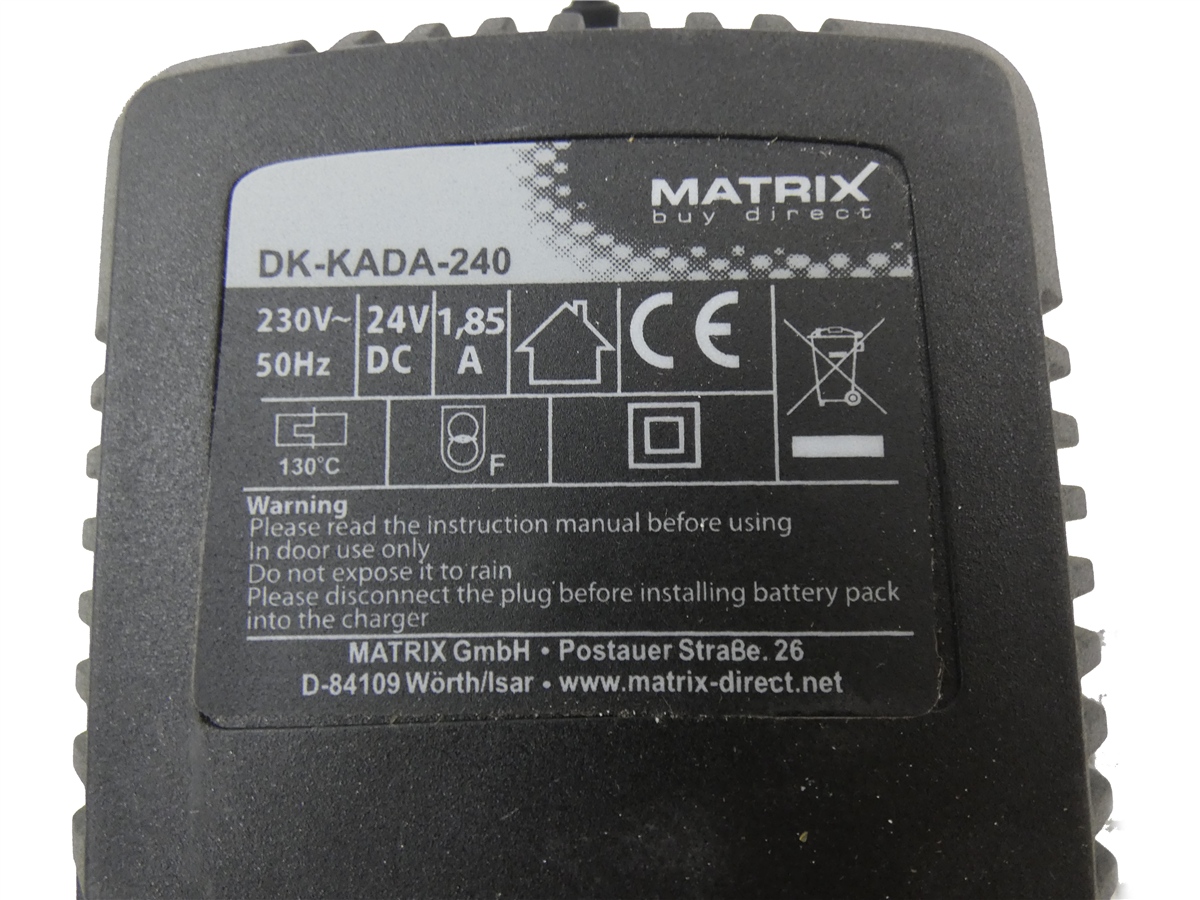 MATRIX
buy direct
DK-KADA-240
230V~
50Hz
24V
DC
1,85
A
CE
130°C
F
Warning
Please read the instruction manual before using
In door use only
Do not expose it to rain
Please disconnect the plug before installing battery pack
into the charger
MATRIX GmbH • Postauer Straße. 26
D-84109 Wörth/Isar • www.matrix-direct.net